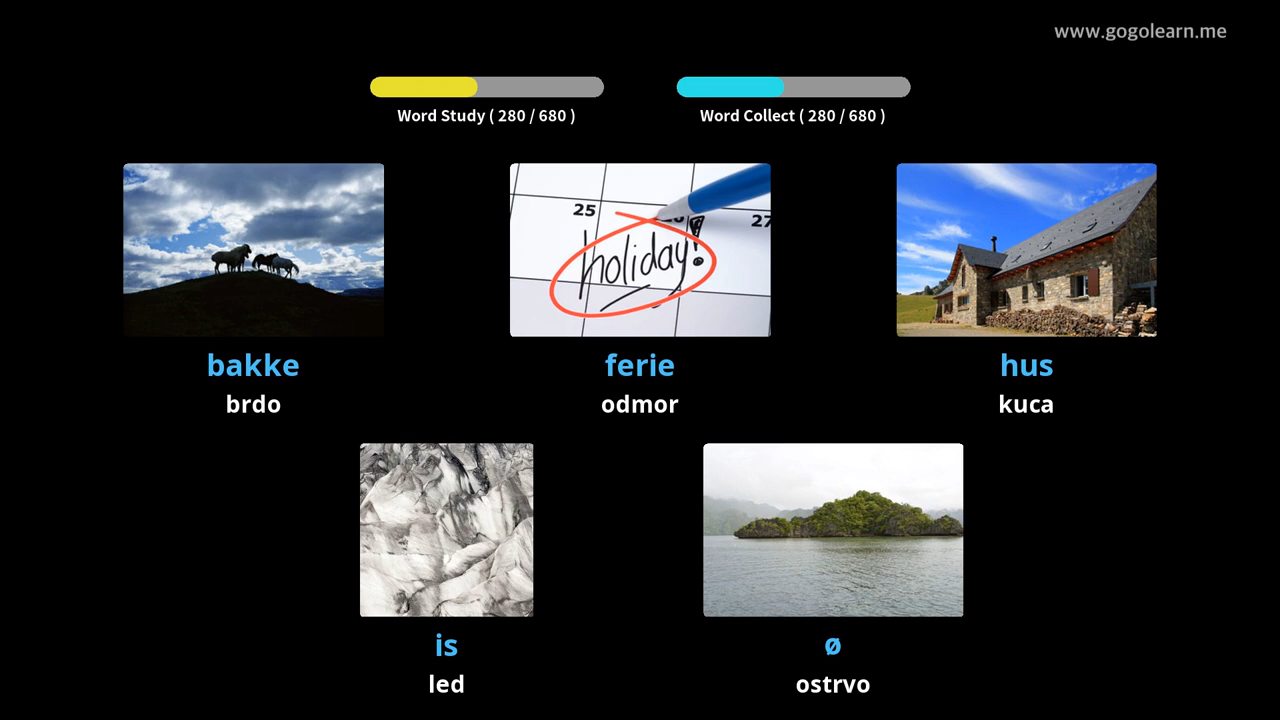 www.gogolearn.me
Word Study ( 280 / 680 )
Word Collect ( 280 / 680 )
25
27
holiday!
bakke
brdo
ferie
odmor
hus
kuca
is
led
ø
ostrvo